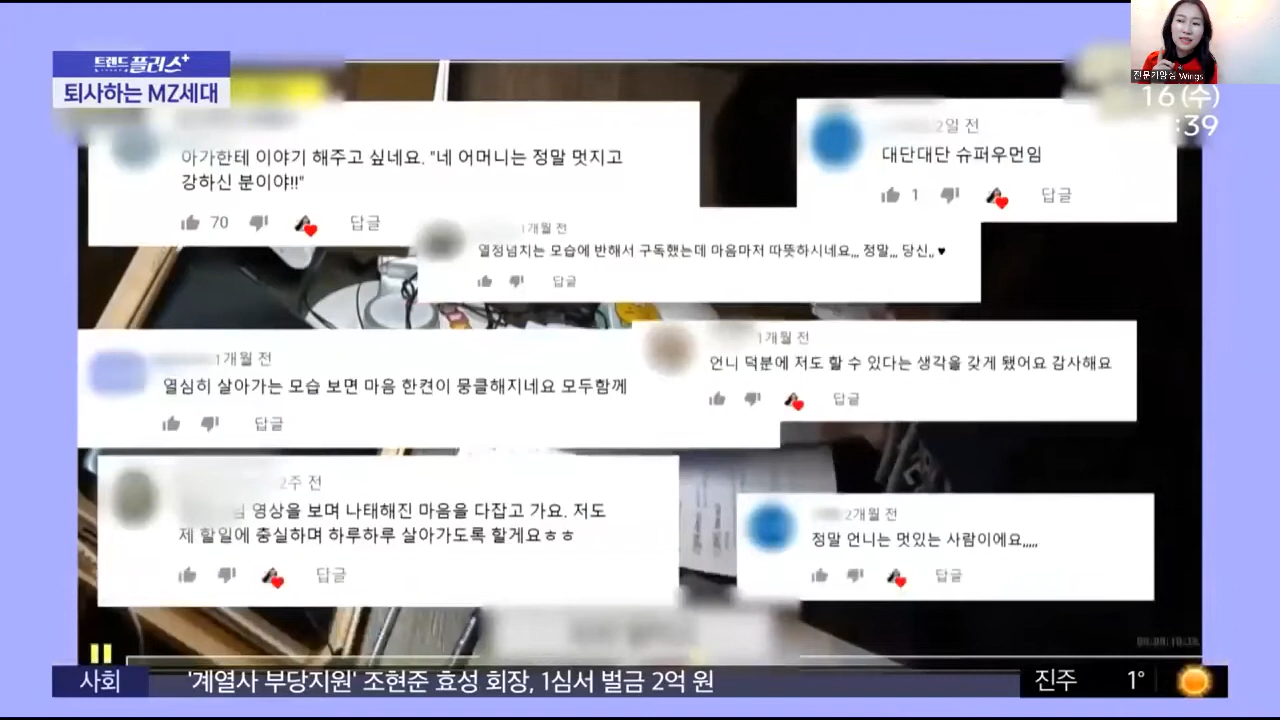 트렌드플러스+
퇴사하는 MZ세대
전문기암심 Wings
16 (수)
:39
아가한테 이야기 해주고 싶네요. "네 어머니는 정말 멋지고
강하신 분이야!!"
70 답글
2일 전
대단대단 슈퍼우먼임
1 답글
1개월 전
열정넘치는 모습에 반해서 구독했는데 마음마저 따뜻하시네요,,, 정말,,, 당신,, ♥
답글
1개월 전
열심히 살아가는 모습 보면 마음 한켠이 뭉클해지네요 모두함께
답글
1개월 전
언니 덕분에 저도 할 수 있다는 생각을 갖게 됐어요 감사해요
답글
2주 전
영상을 보며 나태해진 마음을 다잡고 가요. 저도
제 할일에 충실하며 하루하루 살아가도록 할게요ㅎㅎ
답글
2개월 전
정말 언니는 멋있는 사람이에요,,,,,
답글
사회 '계열사 부당지원' 조현준 효성 회장, 1심서 벌금 2억 원
진주 1°